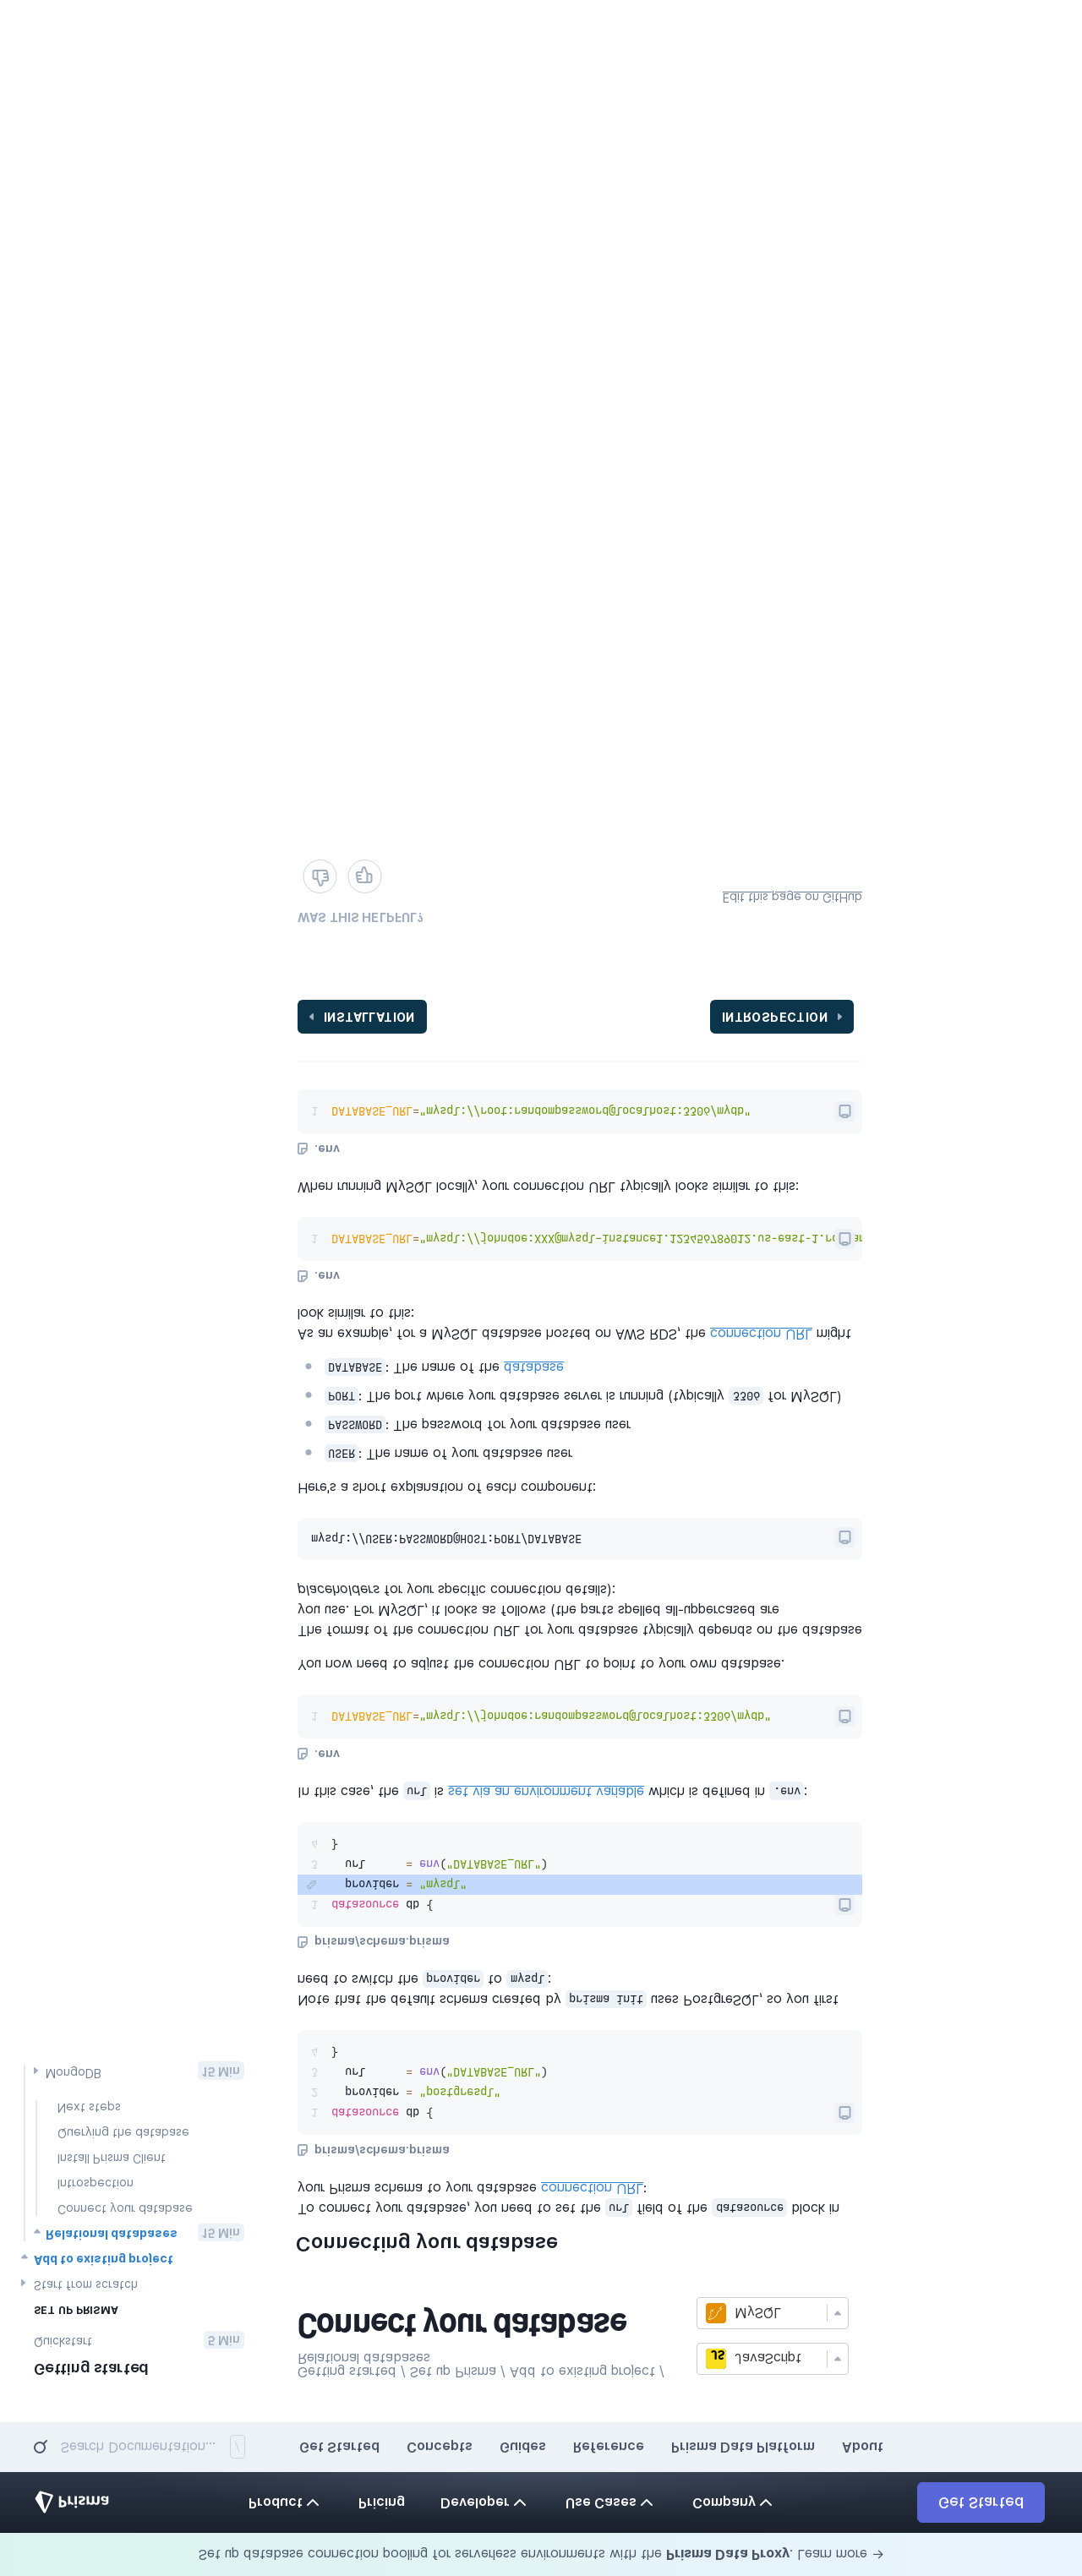 Set up database connection pooling for serverless environments with the Prisma Data Proxy. Learn more →
Prisma
Product
Pricing
Developer
Use Cases
Company
Get Started
Search Documentation...
/
Get Started
Concepts
Guides
Reference
Prisma Data Platform
About
Getting started
Quickstart
5 Min
SET UP PRISMA
Start from scratch
Add to existing project
Relational databases
15 Min
Connect your database
Introspection
Install Prisma Client
Querying the database
Next steps
MongoDB
15 Min
Getting started / Set up Prisma / Add to existing project /
Relational databases
Connect your database
JS
JavaScript
MySQL
Connecting your database
To connect your database, you need to set the url field of the datasource block in
your Prisma schema to your database connection URL:
prisma/schema.prisma
1 datasource db {
2   provider = "postgresql"
3   url      = env("DATABASE_URL")
4 }
Note that the default schema created by prisma init uses PostgreSQL, so you first
need to switch the provider to mysql:
prisma/schema.prisma
1 datasource db {
  provider = "mysql"
3   url      = env("DATABASE_URL")
4 }
In this case, the url is set via an environment variable which is defined in .env:
.env
1 DATABASE_URL="mysql://johndoe:randompassword@localhost:3306/mydb"
You now need to adjust the connection URL to point to your own database.
The format of the connection URL for your database typically depends on the database
you use. For MySQL, it looks as follows (the parts spelled all-uppercased are
placeholders for your specific connection details):
mysql://USER:PASSWORD@HOST:PORT/DATABASE
Here's a short explanation of each component:
USER: The name of your database user
PASSWORD: The password for your database user
PORT: The port where your database server is running (typically 3306 for MySQL)
DATABASE: The name of the database
As an example, for a MySQL database hosted on AWS RDS, the connection URL might
look similar to this:
.env
1 DATABASE_URL="mysql://johndoe:XXX@mysql–instance1.123456789012.us-east-1.r
When running MySQL locally, your connection URL typically looks similar to this:
.env
1 DATABASE_URL="mysql://root:randompassword@localhost:3306/mydb"
INSTALLATION
INTROSPECTION
WAS THIS HELPFUL?
Edit this page on GitHub